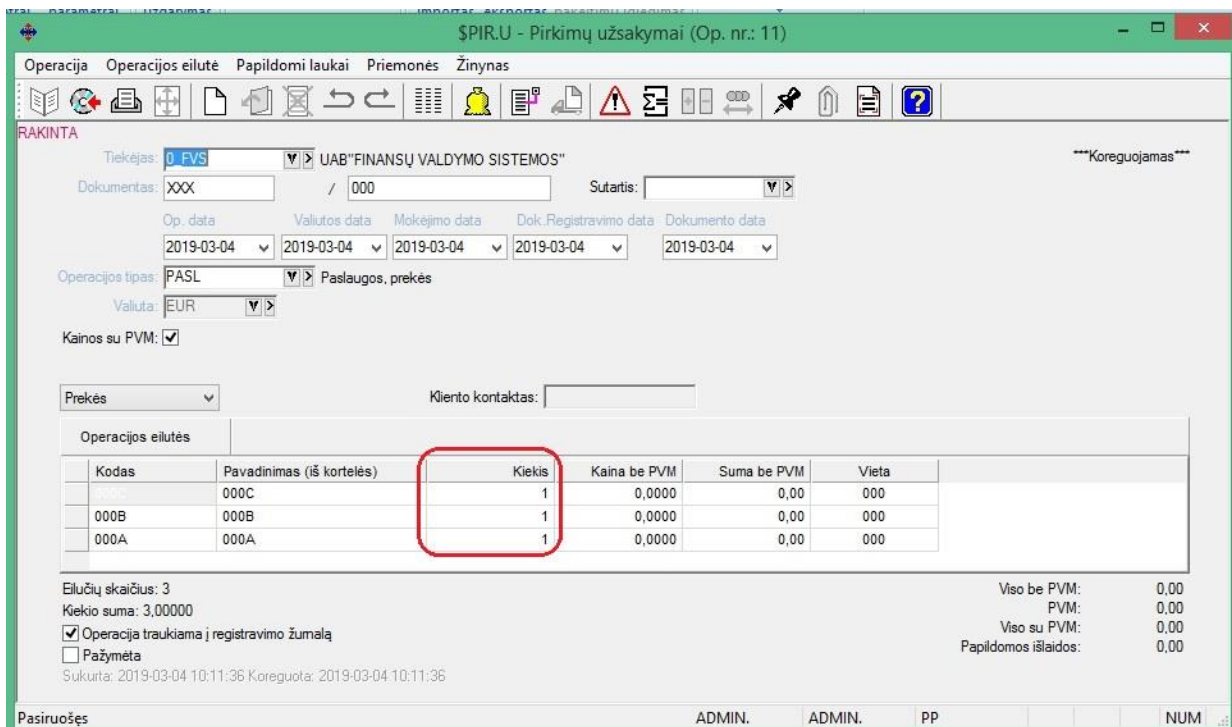 $PIR.U - Pirkimų užsakymai (Op. nr.: 11)
Operacija Operacijos eilutė Papildomi laukai Priemonės Žinynas
RAKINTA
Tiekėjas: 0_FVS UAB"FINANSŲ VALDYMO SISTEMOS" ***Koreguojamas***
Dokumentas: XXX / 000 Sutartis:
Op. data Valiutos data Mokėjimo data Dok.Registravimo data Dokumento data
2019-03-04 2019-03-04 2019-03-04 2019-03-04 2019-03-04
Operacijos tipas: PASL Paslaugos, prekės
Valiuta: EUR
Kainos su PVM:
Prekės Kliento kontaktas:
Operacijos eilutės
Kodas Pavadinimas (iš kortelės) Kiekis Kaina be PVM Suma be PVM Vieta
000C 000C 1 0,0000 0,00 000
000B 000B 1 0,0000 0,00 000
000A 000A 1 0,0000 0,00 000
Eilučių skaičius: 3 Viso be PVM: 0,00
Kiekio suma: 3,00000 PVM: 0,00
Operacija traukiama į registravimo žurnalą Viso su PVM: 0,00
Pažymėta Papildomos išlaidos: 0,00
Sukurta: 2019-03-04 10:11:36 Koreguota: 2019-03-04 10:11:36
Pasiruošęs ADMIN. ADMIN. PP NUM